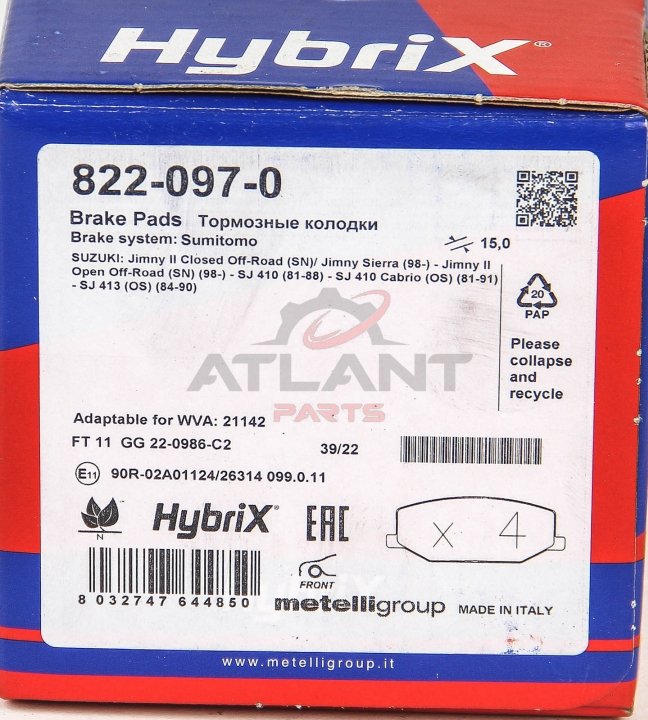 HybriX®
822-097-0
Brake Pads Тормозные колодки
Brake system: Sumitomo
15,0
SUZUKI: Jimny II Closed Off-Road (SN)/ Jimny Sierra (98-) - Jimny II
Open Off-Road (SN) (98-) - SJ 410 (81-88) - SJ 410 Cabrio (OS) (81-91)
- SJ 413 (OS) (84-90)
20
PAP
Please
collapse
and
recycle
ATLANT
PARTS
Adaptable for WVA: 21142
FT 11 GG 22-0986-C2
39/22
E11 90R-02A01124/26314 099.0.11
N
HybriX®
EAC
x 4
FRONT
8 032747 644850
metelligroup MADE IN ITALY
www.metelligroup.it